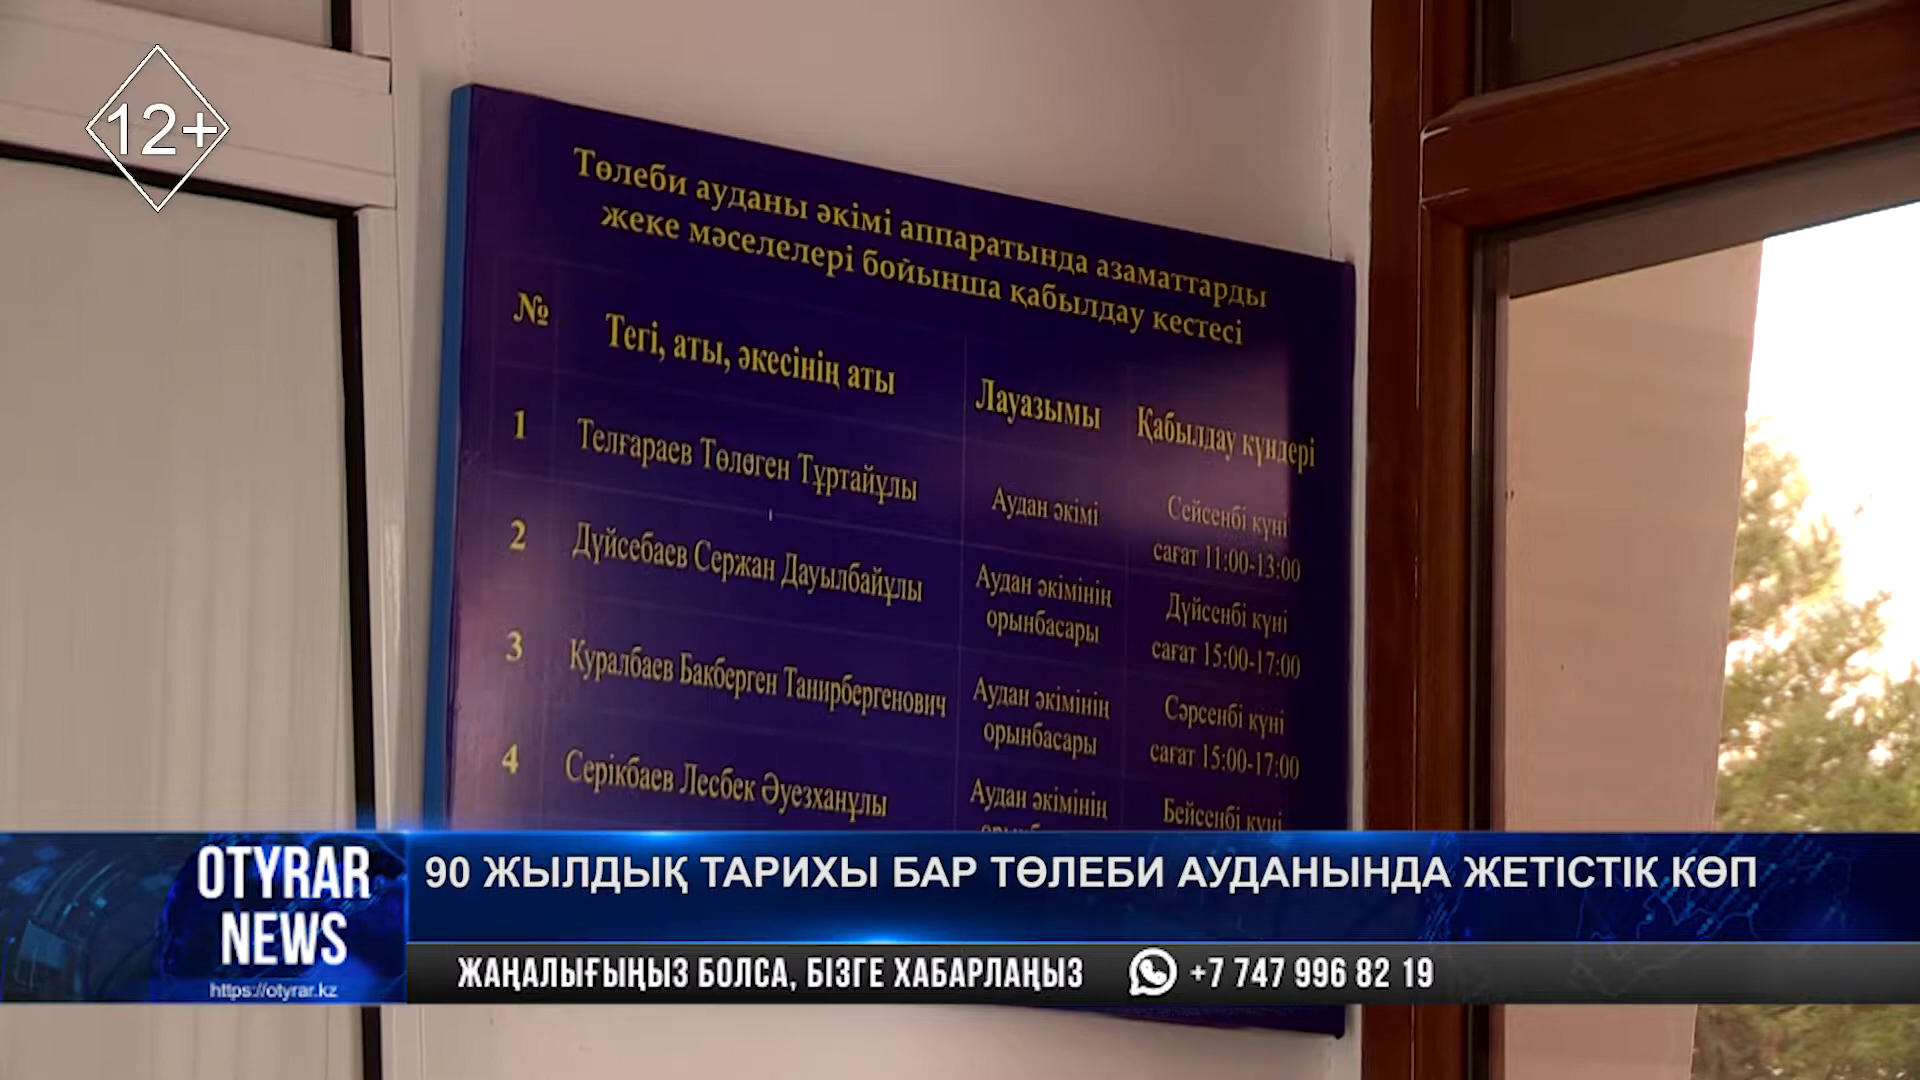 12+
Төлеби ауданы әкімі аппаратында азаматтарды
жеке мәселелері бойынша қабылдау кестесі
№ Тегі, аты, әкесінің аты Лауазымы Қабылдау күндері
1 Телғараев Төлөген Тұртайұлы Аудан әкімі Сейсенбі күні
сағат 11:00-13:00
2 Дүйсебаев Сержан Дауылбайұлы Аудан әкімінің Дүйсенбі күні
орынбасары сағат 15:00-17:00
3 Куралбаев Бакберген Танирбергенович Аудан әкімінің Сәрсенбі күні
орынбасары сағат 15:00-17:00
4 Серікбаев Лесбек Әуезханұлы Аудан әкімінің Бейсенбі күні
OTYRAR
NEWS
https://otyrar.kz
90 ЖЫЛДЫҚ ТАРИХЫ БАР ТӨЛЕБИ АУДАНЫНДА ЖЕТІСТІК КӨП
ЖАҢАЛЫҒЫҢЫЗ БОЛСА, БІЗГЕ ХАБАРЛАҢЫЗ +7 747 996 82 19